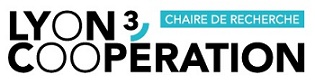 LYON 3 CHAIRE DE RECHERCHE
COOPÉRATION